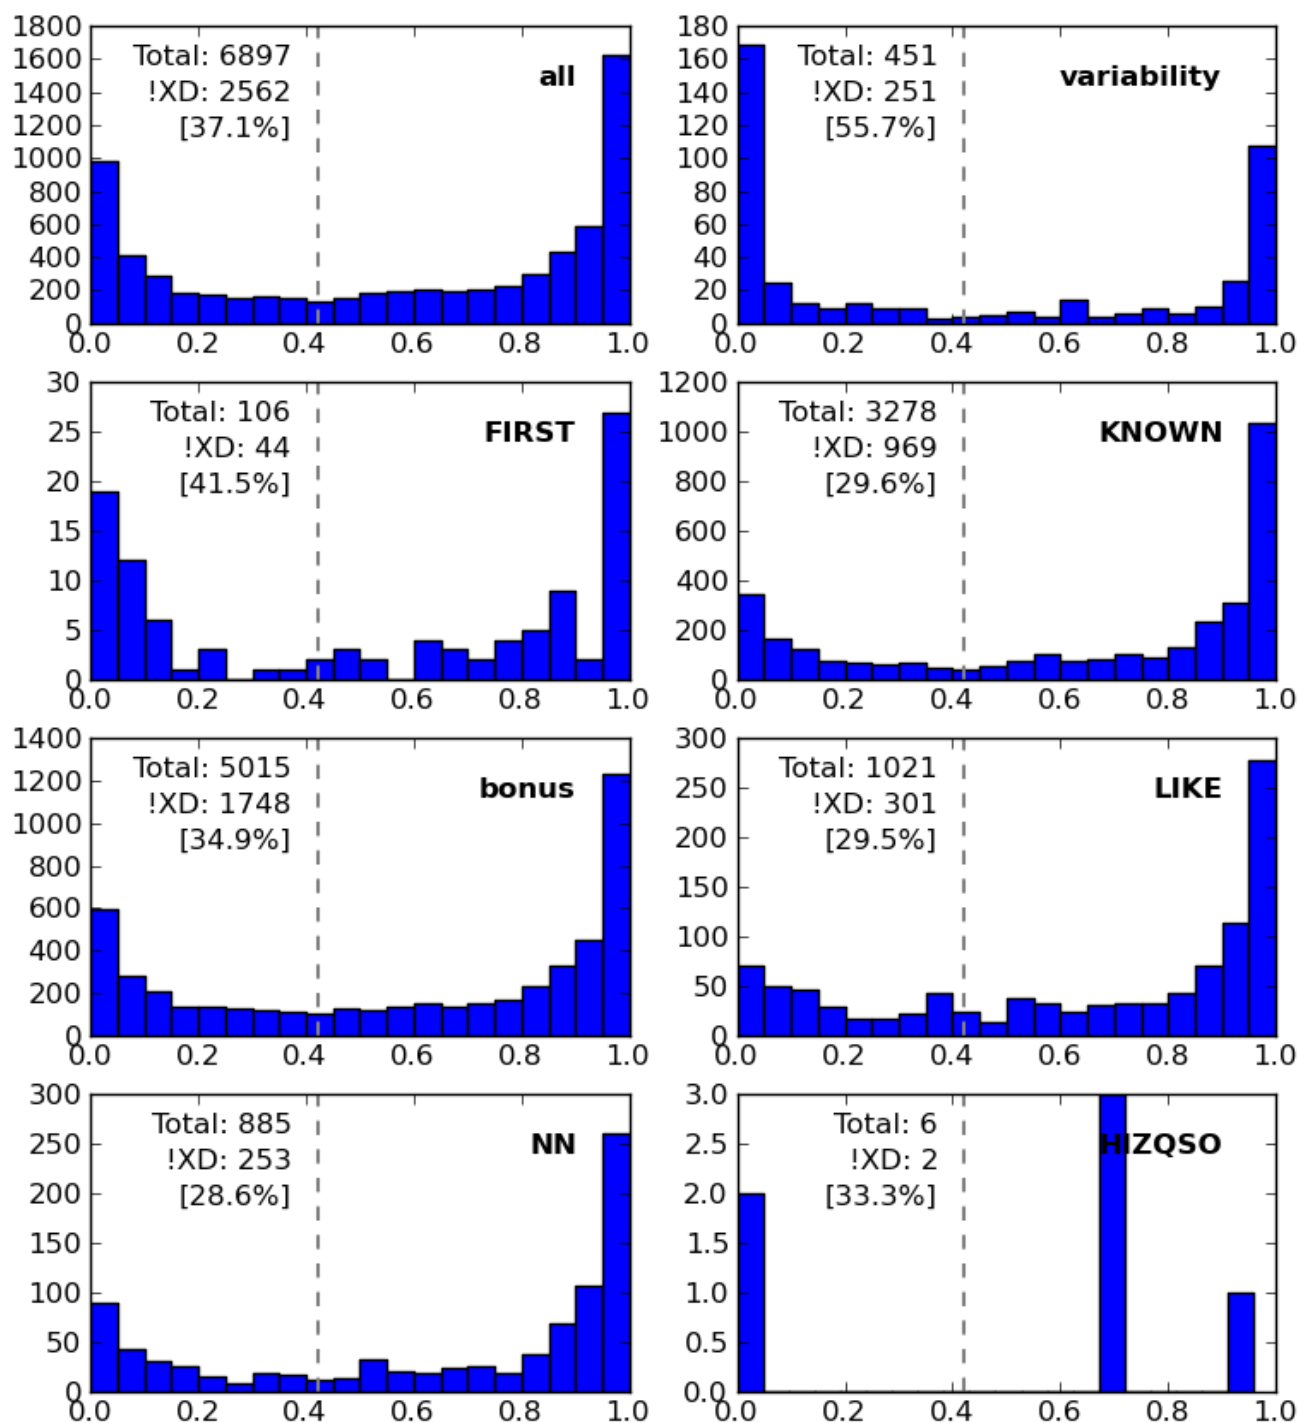 1800
1600
1400
1200
1000
800
600
400
200
0
Total: 6897
!XD: 2562
[37.1%]
all
0.0 0.2 0.4 0.6 0.8 1.0
180
160
140
120
100
80
60
40
20
0
Total: 451
!XD: 251
[55.7%]
variability
0.0 0.2 0.4 0.6 0.8 1.0
30
25
20
15
10
5
0
Total: 106
!XD: 44
[41.5%]
FIRST
0.0 0.2 0.4 0.6 0.8 1.0
1200
1000
800
600
400
200
0
Total: 3278
!XD: 969
[29.6%]
KNOWN
0.0 0.2 0.4 0.6 0.8 1.0
1400
1200
1000
800
600
400
200
0
Total: 5015
!XD: 1748
[34.9%]
bonus
0.0 0.2 0.4 0.6 0.8 1.0
300
250
200
150
100
50
0
Total: 1021
!XD: 301
[29.5%]
LIKE
0.0 0.2 0.4 0.6 0.8 1.0
300
250
200
150
100
50
0
Total: 885
!XD: 253
[28.6%]
NN
0.0 0.2 0.4 0.6 0.8 1.0
3.0
2.5
2.0
1.5
1.0
0.5
0.0
Total: 6
!XD: 2
[33.3%]
HIZQSO
0.0 0.2 0.4 0.6 0.8 1.0